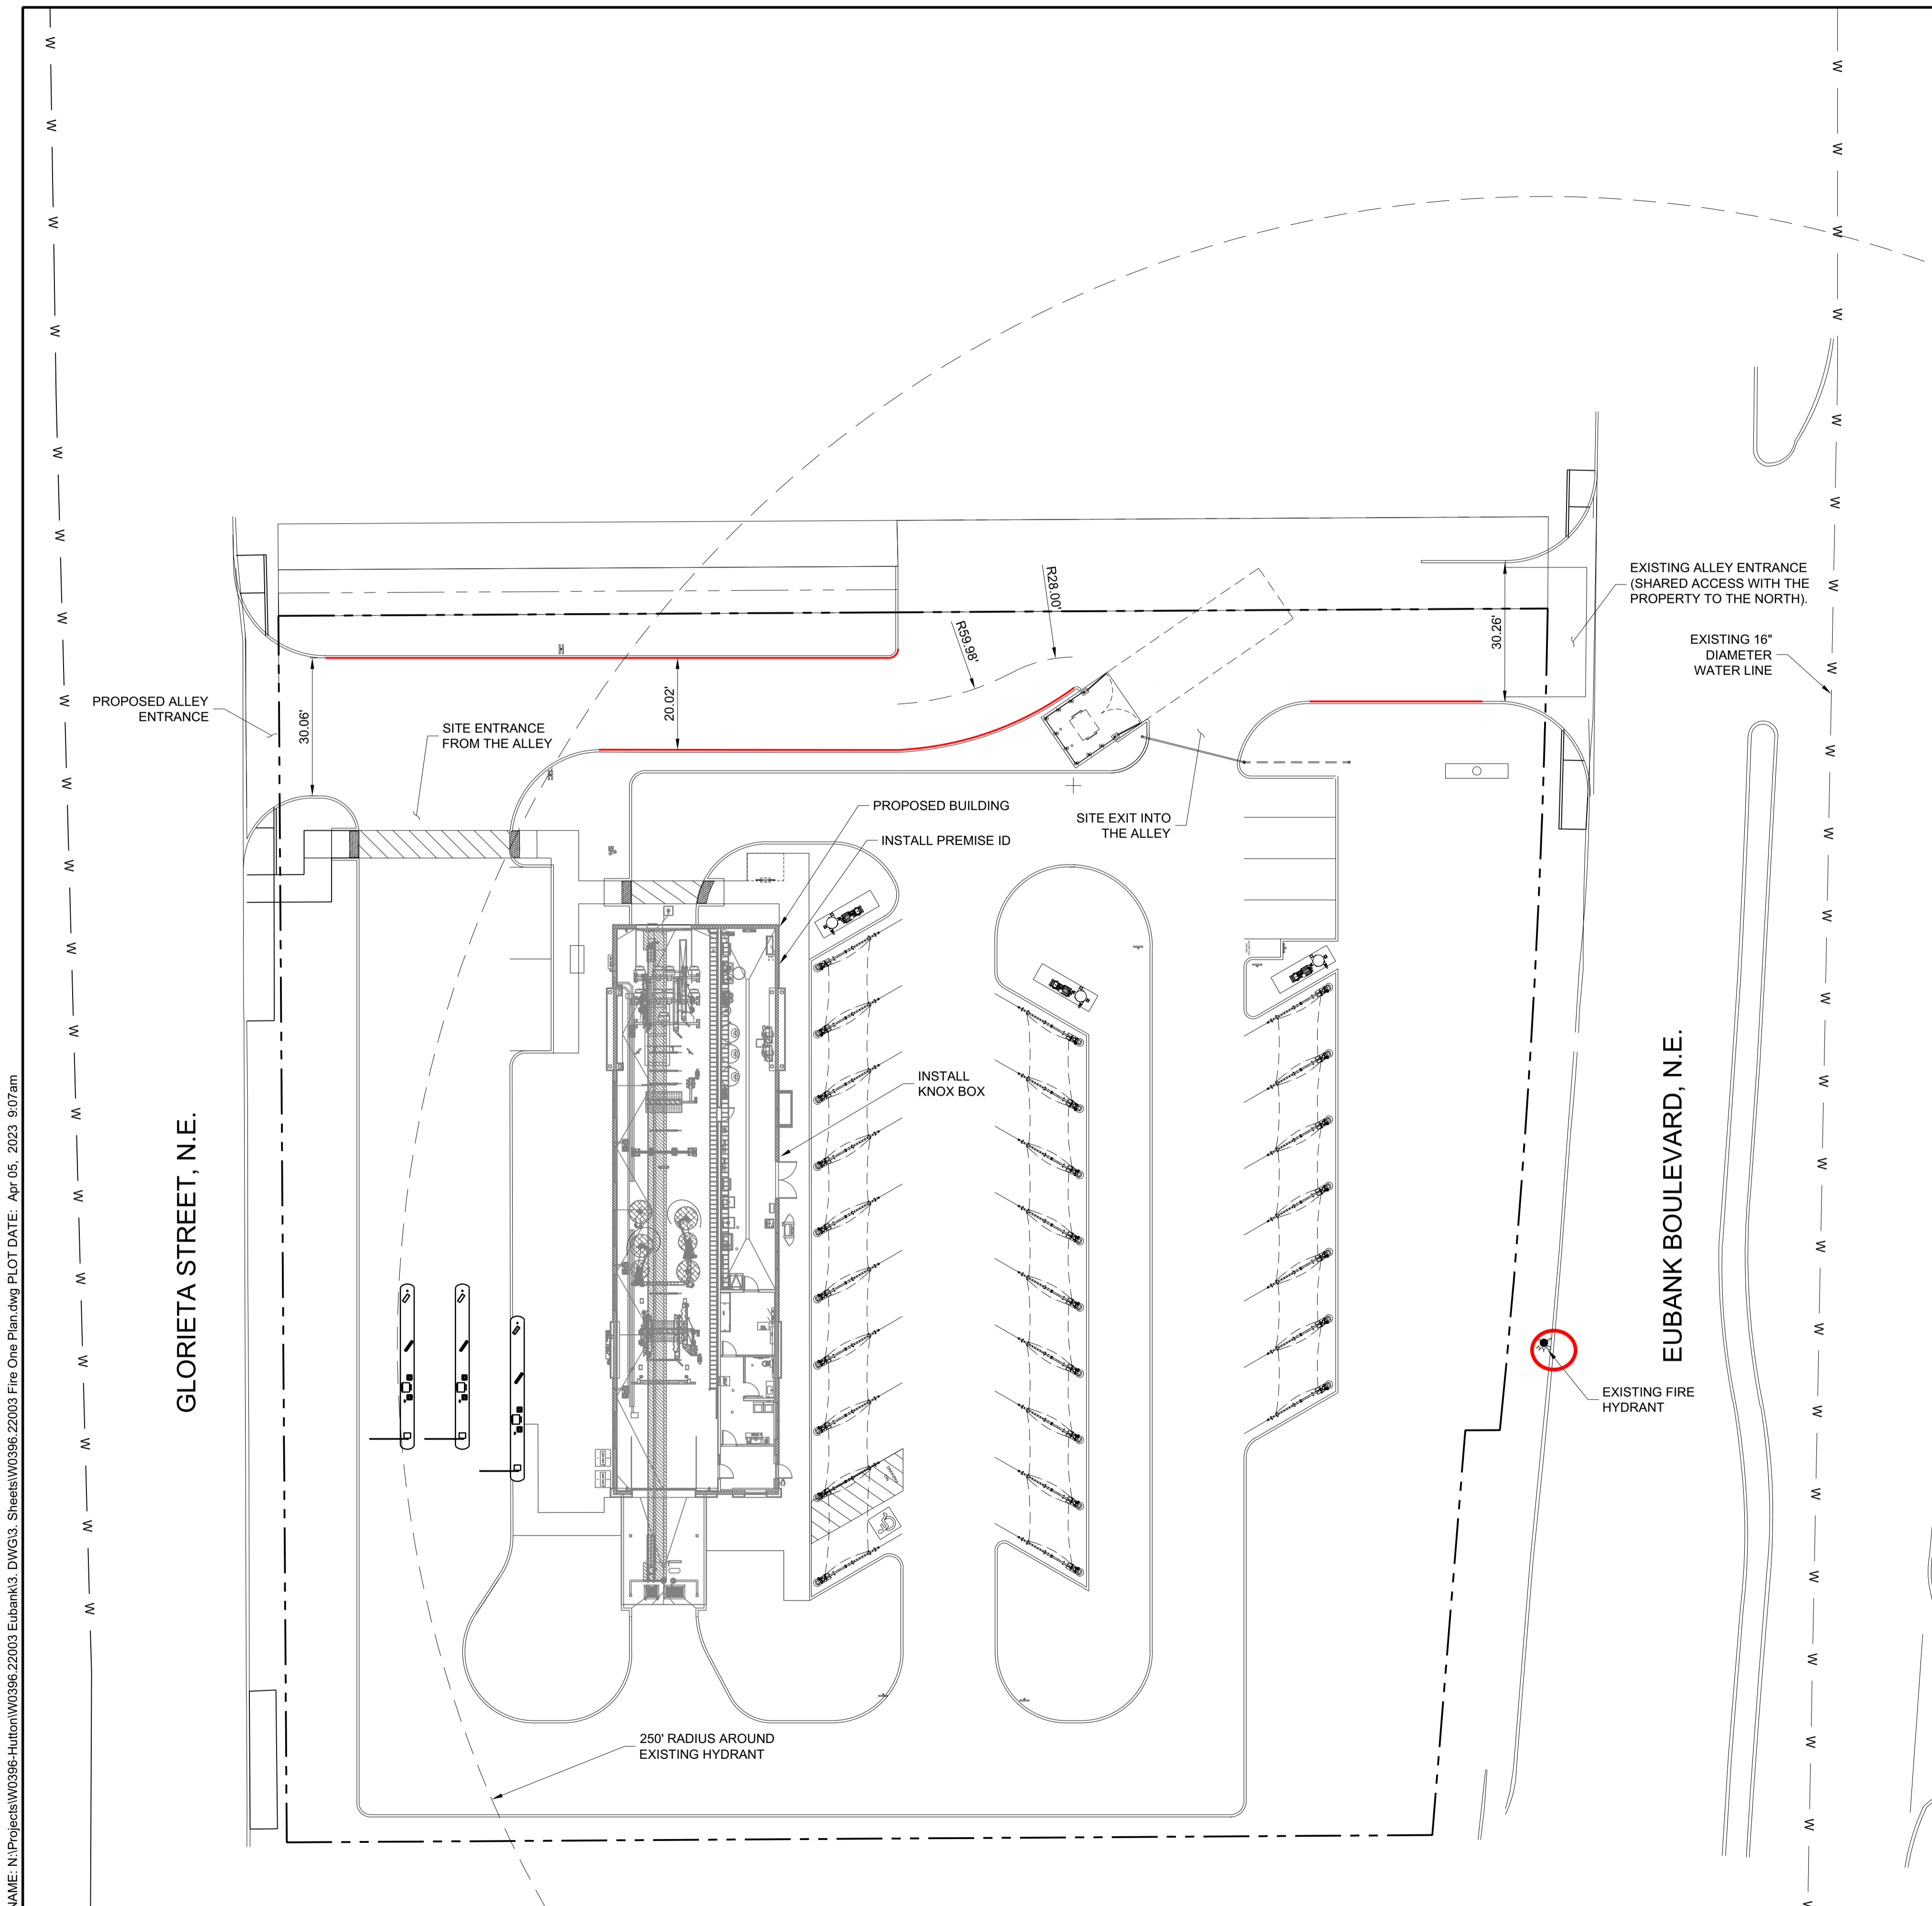 W W W W W W W W W W W W W W W W W W W W
W W W W W W W W W W W W W W W W W W W W W W W
R28.00'
R59.98'
30.26'
EXISTING ALLEY ENTRANCE
(SHARED ACCESS WITH THE
PROPERTY TO THE NORTH).
EXISTING 16"
DIAMETER
WATER LINE
PROPOSED ALLEY
ENTRANCE
30.06'
SITE ENTRANCE
FROM THE ALLEY
20.02'
PROPOSED BUILDING
INSTALL PREMISE ID
SITE EXIT INTO
THE ALLEY
INSTALL
KNOX BOX
GLORIETA STREET, N.E.
EUBANK BOULEVARD, N.E.
EXISTING FIRE
HYDRANT
250' RADIUS AROUND
EXISTING HYDRANT
NAME: N:\Projects\W0396-Hutton\W0396.22003 Eubank\3. DWG\3. Sheets\W0396.22003 Fire One Plan.dwg PLOT DATE: Apr 05, 2023 9:07am